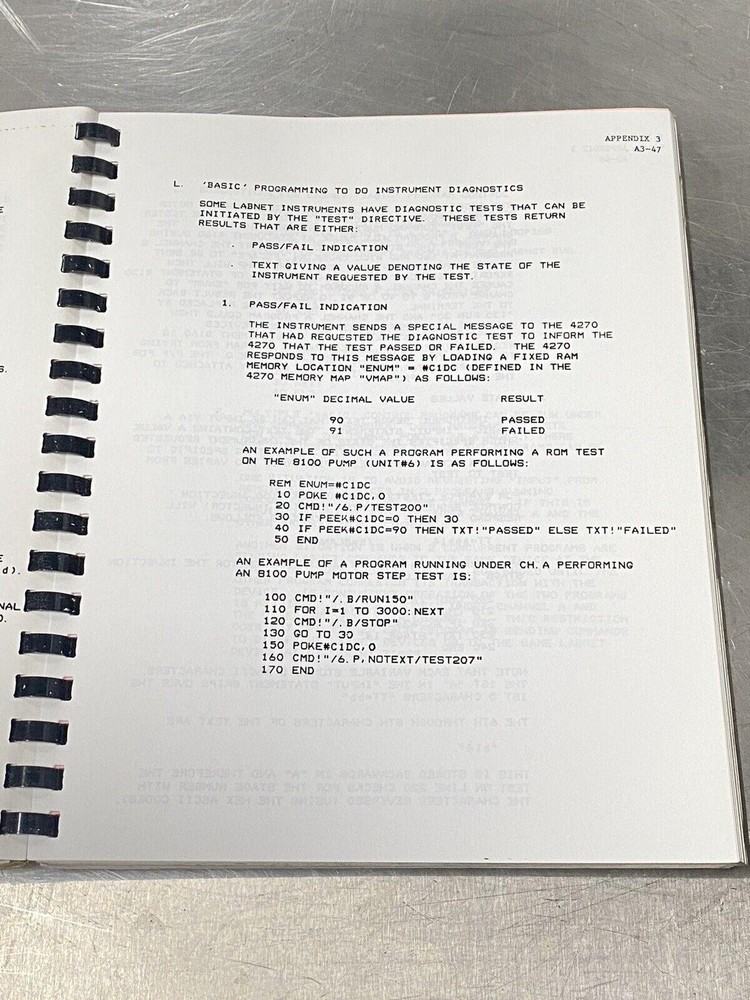 APPENDIX 3
A3-47
L. 'BASIC' PROGRAMMING TO DO INSTRUMENT DIAGNOSTICS
SOME LABNET INSTRUMENTS HAVE DIAGNOSTIC TESTS THAT CAN BE
INITIATED BY THE "TEST" DIRECTIVE. THESE TESTS RETURN
RESULTS THAT ARE EITHER:
· PASS/FAIL INDICATION
· TEXT GIVING A VALUE DENOTING THE STATE OF THE
INSTRUMENT REQUESTED BY THE TEST.
1. PASS/FAIL INDICATION
THE INSTRUMENT SENDS A SPECIAL MESSAGE TO THE 4270
THAT HAD REQUESTED THE DIAGNOSTIC TEST TO INFORM THE
4270 THAT THE TEST PASSED OR FAILED. THE 4270
RESPONDS TO THIS MESSAGE BY LOADING A FIXED RAM
MEMORY LOCATION "ENUM" = #C1DC (DEFINED IN THE
4270 MEMORY MAP "VMAP") AS FOLLOWS:
"ENUM" DECIMAL VALUE RESULT
90 PASSED
91 FAILED
AN EXAMPLE OF SUCH A PROGRAM PERFORMING A ROM TEST
ON THE 8100 PUMP (UNIT#6) IS AS FOLLOWS:
REM ENUM=#C1DC
10 POKE #C1DC,0
20 CMD!"/6.P/TEST200"
30 IF PEEK#C1DC=0 THEN 30
40 IF PEEK#C1DC=90 THEN TXT!"PASSED" ELSE TXT!"FAILED"
50 END
AN EXAMPLE OF A PROGRAM RUNNING UNDER CH.A PERFORMING
AN 8100 PUMP MOTOR STEP TEST IS:
100 CMD!"/.B/RUN150"
110 FOR I=1 TO 3000:NEXT
120 CMD!"/.B/STOP"
130 GO TO 30
150 POKE#C1DC,0
160 CMD!"/6.P,NOTEXT/TEST207"
170 END
d).
NAL